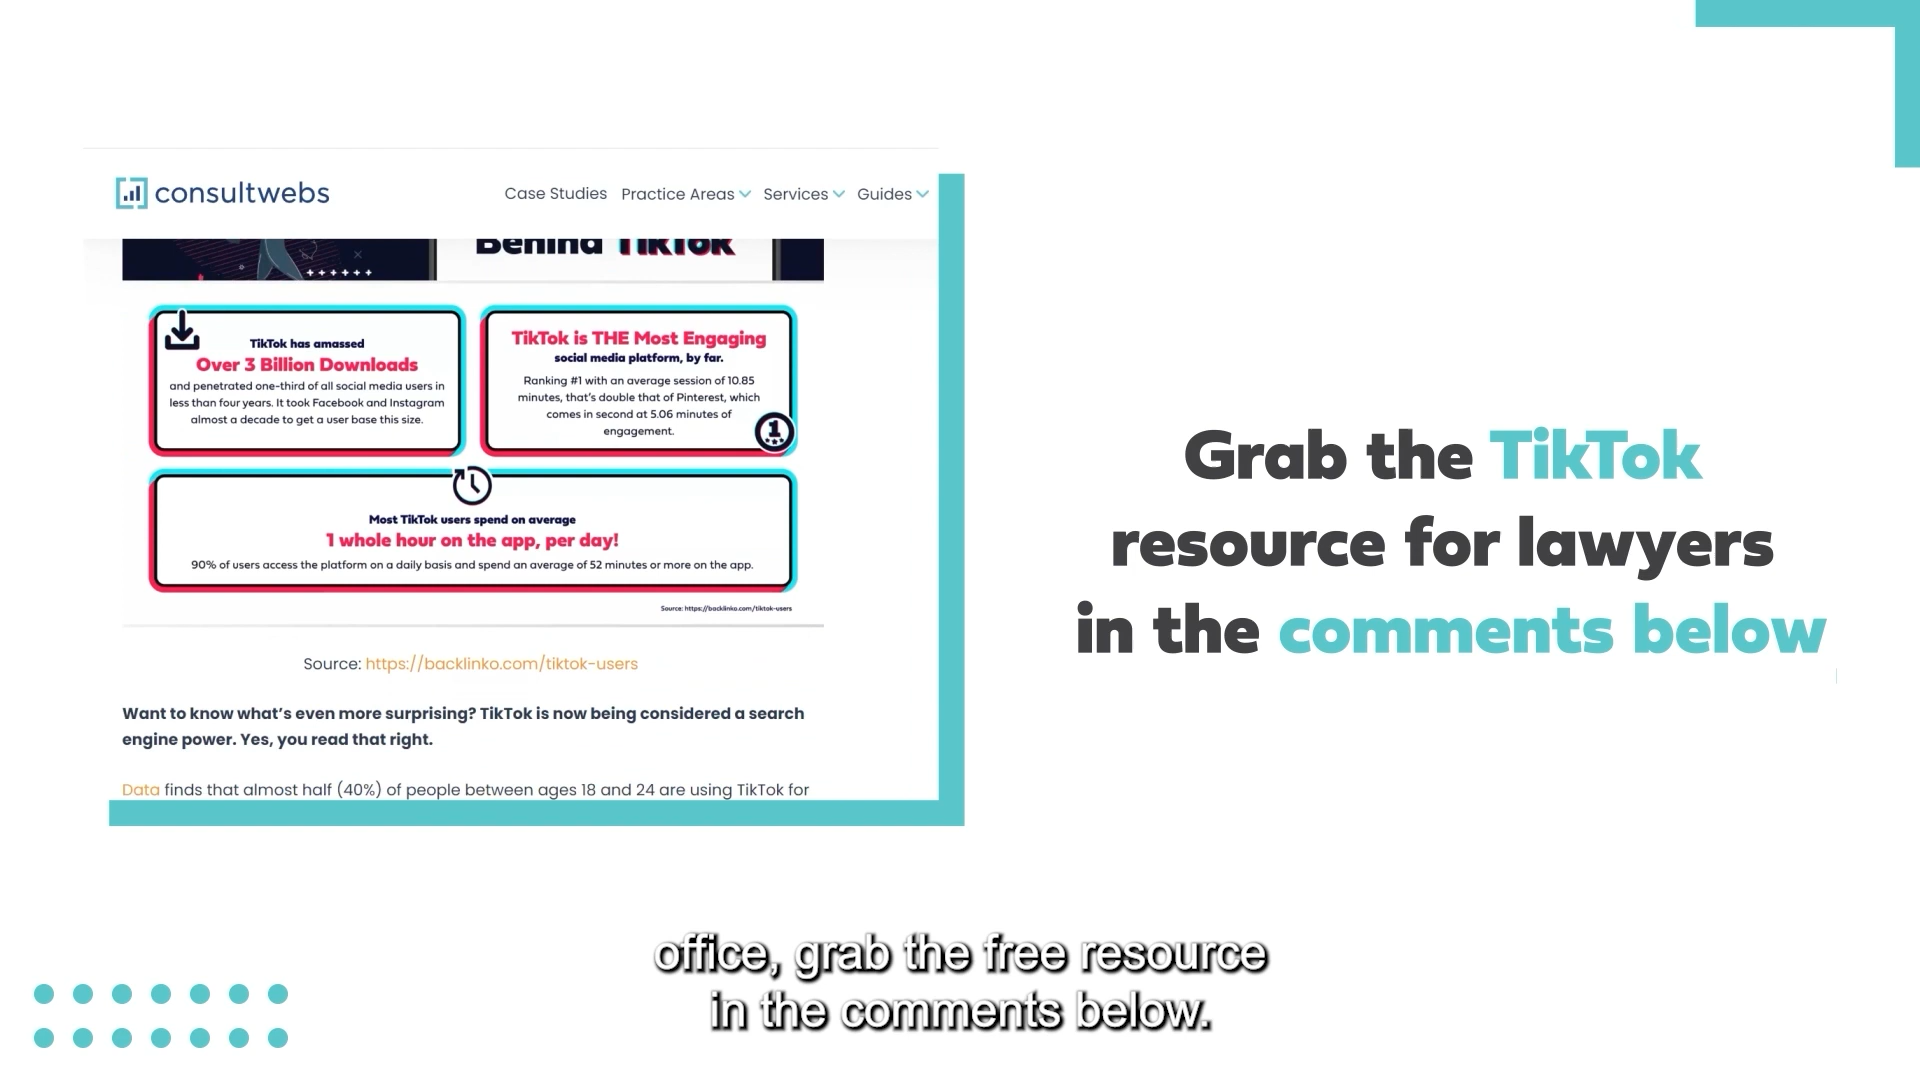 consultwebs
Case Studies Practice Areas Services Guides
Behind TikTok
TikTok has amassed
Over 3 Billion Downloads
and penetrated one-third of all social media users in
less than four years. It took Facebook and Instagram
almost a decade to get a user base this size.
TikTok is THE Most Engaging
social media platform, by far.
Ranking #1 with an average session of 10.85
minutes, that's double that of Pinterest, which
comes in second at 5.06 minutes of
engagement.
1
Most TikTok users spend on average
1 whole hour on the app, per day!
90% of users access the platform on a daily basis and spend an average of 52 minutes or more on the app.
Source: https://backlinko.com/tiktok-users
Source: https://backlinko.com/tiktok-users
Want to know what's even more surprising? TikTok is now being considered a search
engine power. Yes, you read that right.
Data finds that almost half (40%) of people between ages 18 and 24 are using TikTok for
Grab the TikTok
resource for lawyers
in the comments below
office, grab the free resource
in the comments below.